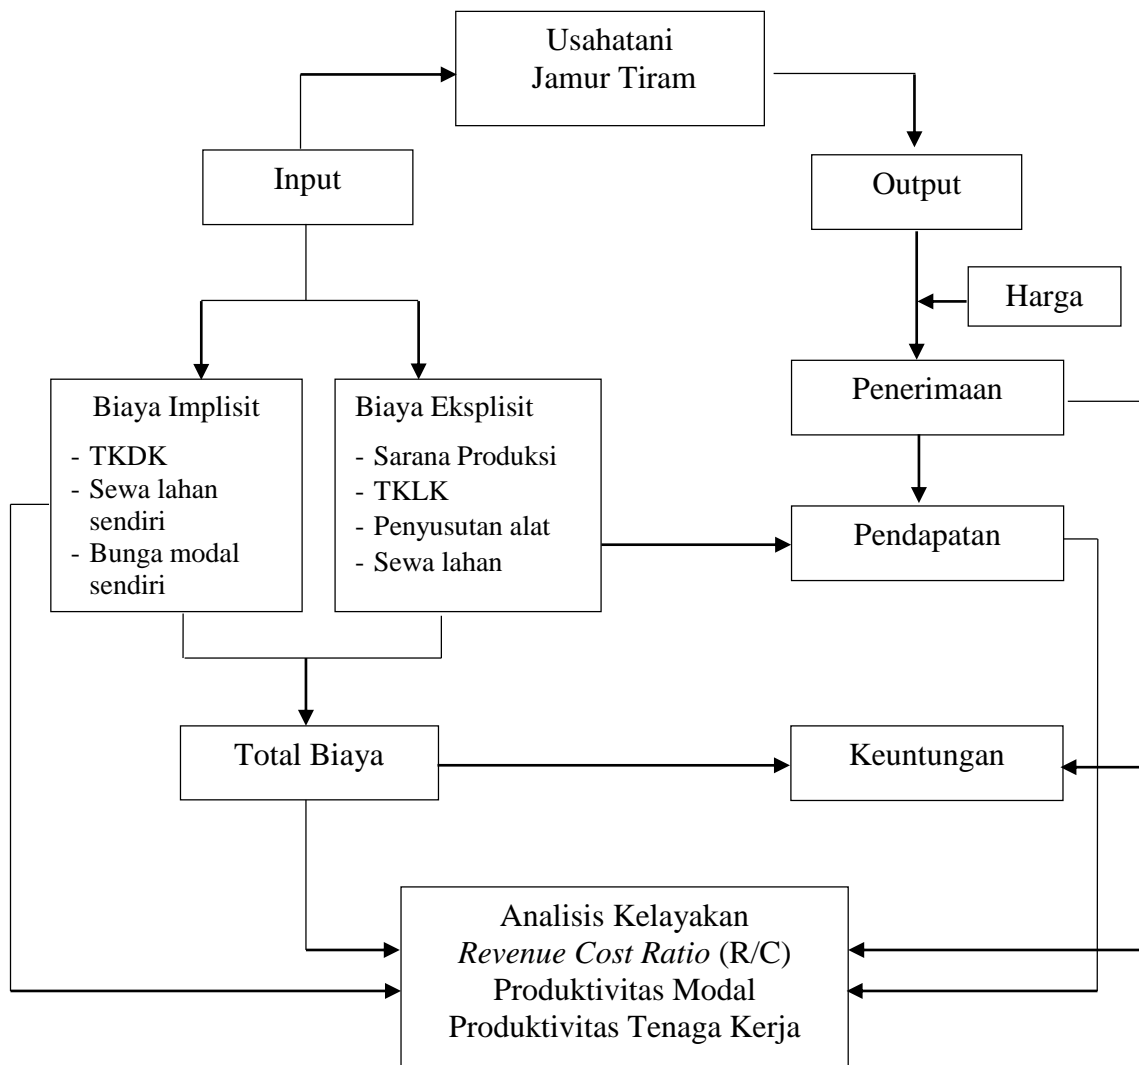 Usahatani
Jamur Tiram
Input
Output
Harga
Penerimaan
Biaya Implisit
- TKDK
- Sewa lahan
sendiri
- Bunga modal
sendiri
Biaya Eksplisit
- Sarana Produksi
- TKLK
- Penyusutan alat
- Sewa lahan
Pendapatan
Total Biaya
Keuntungan
Analisis Kelayakan
Revenue Cost Ratio (R/C)
Produktivitas Modal
Produktivitas Tenaga Kerja